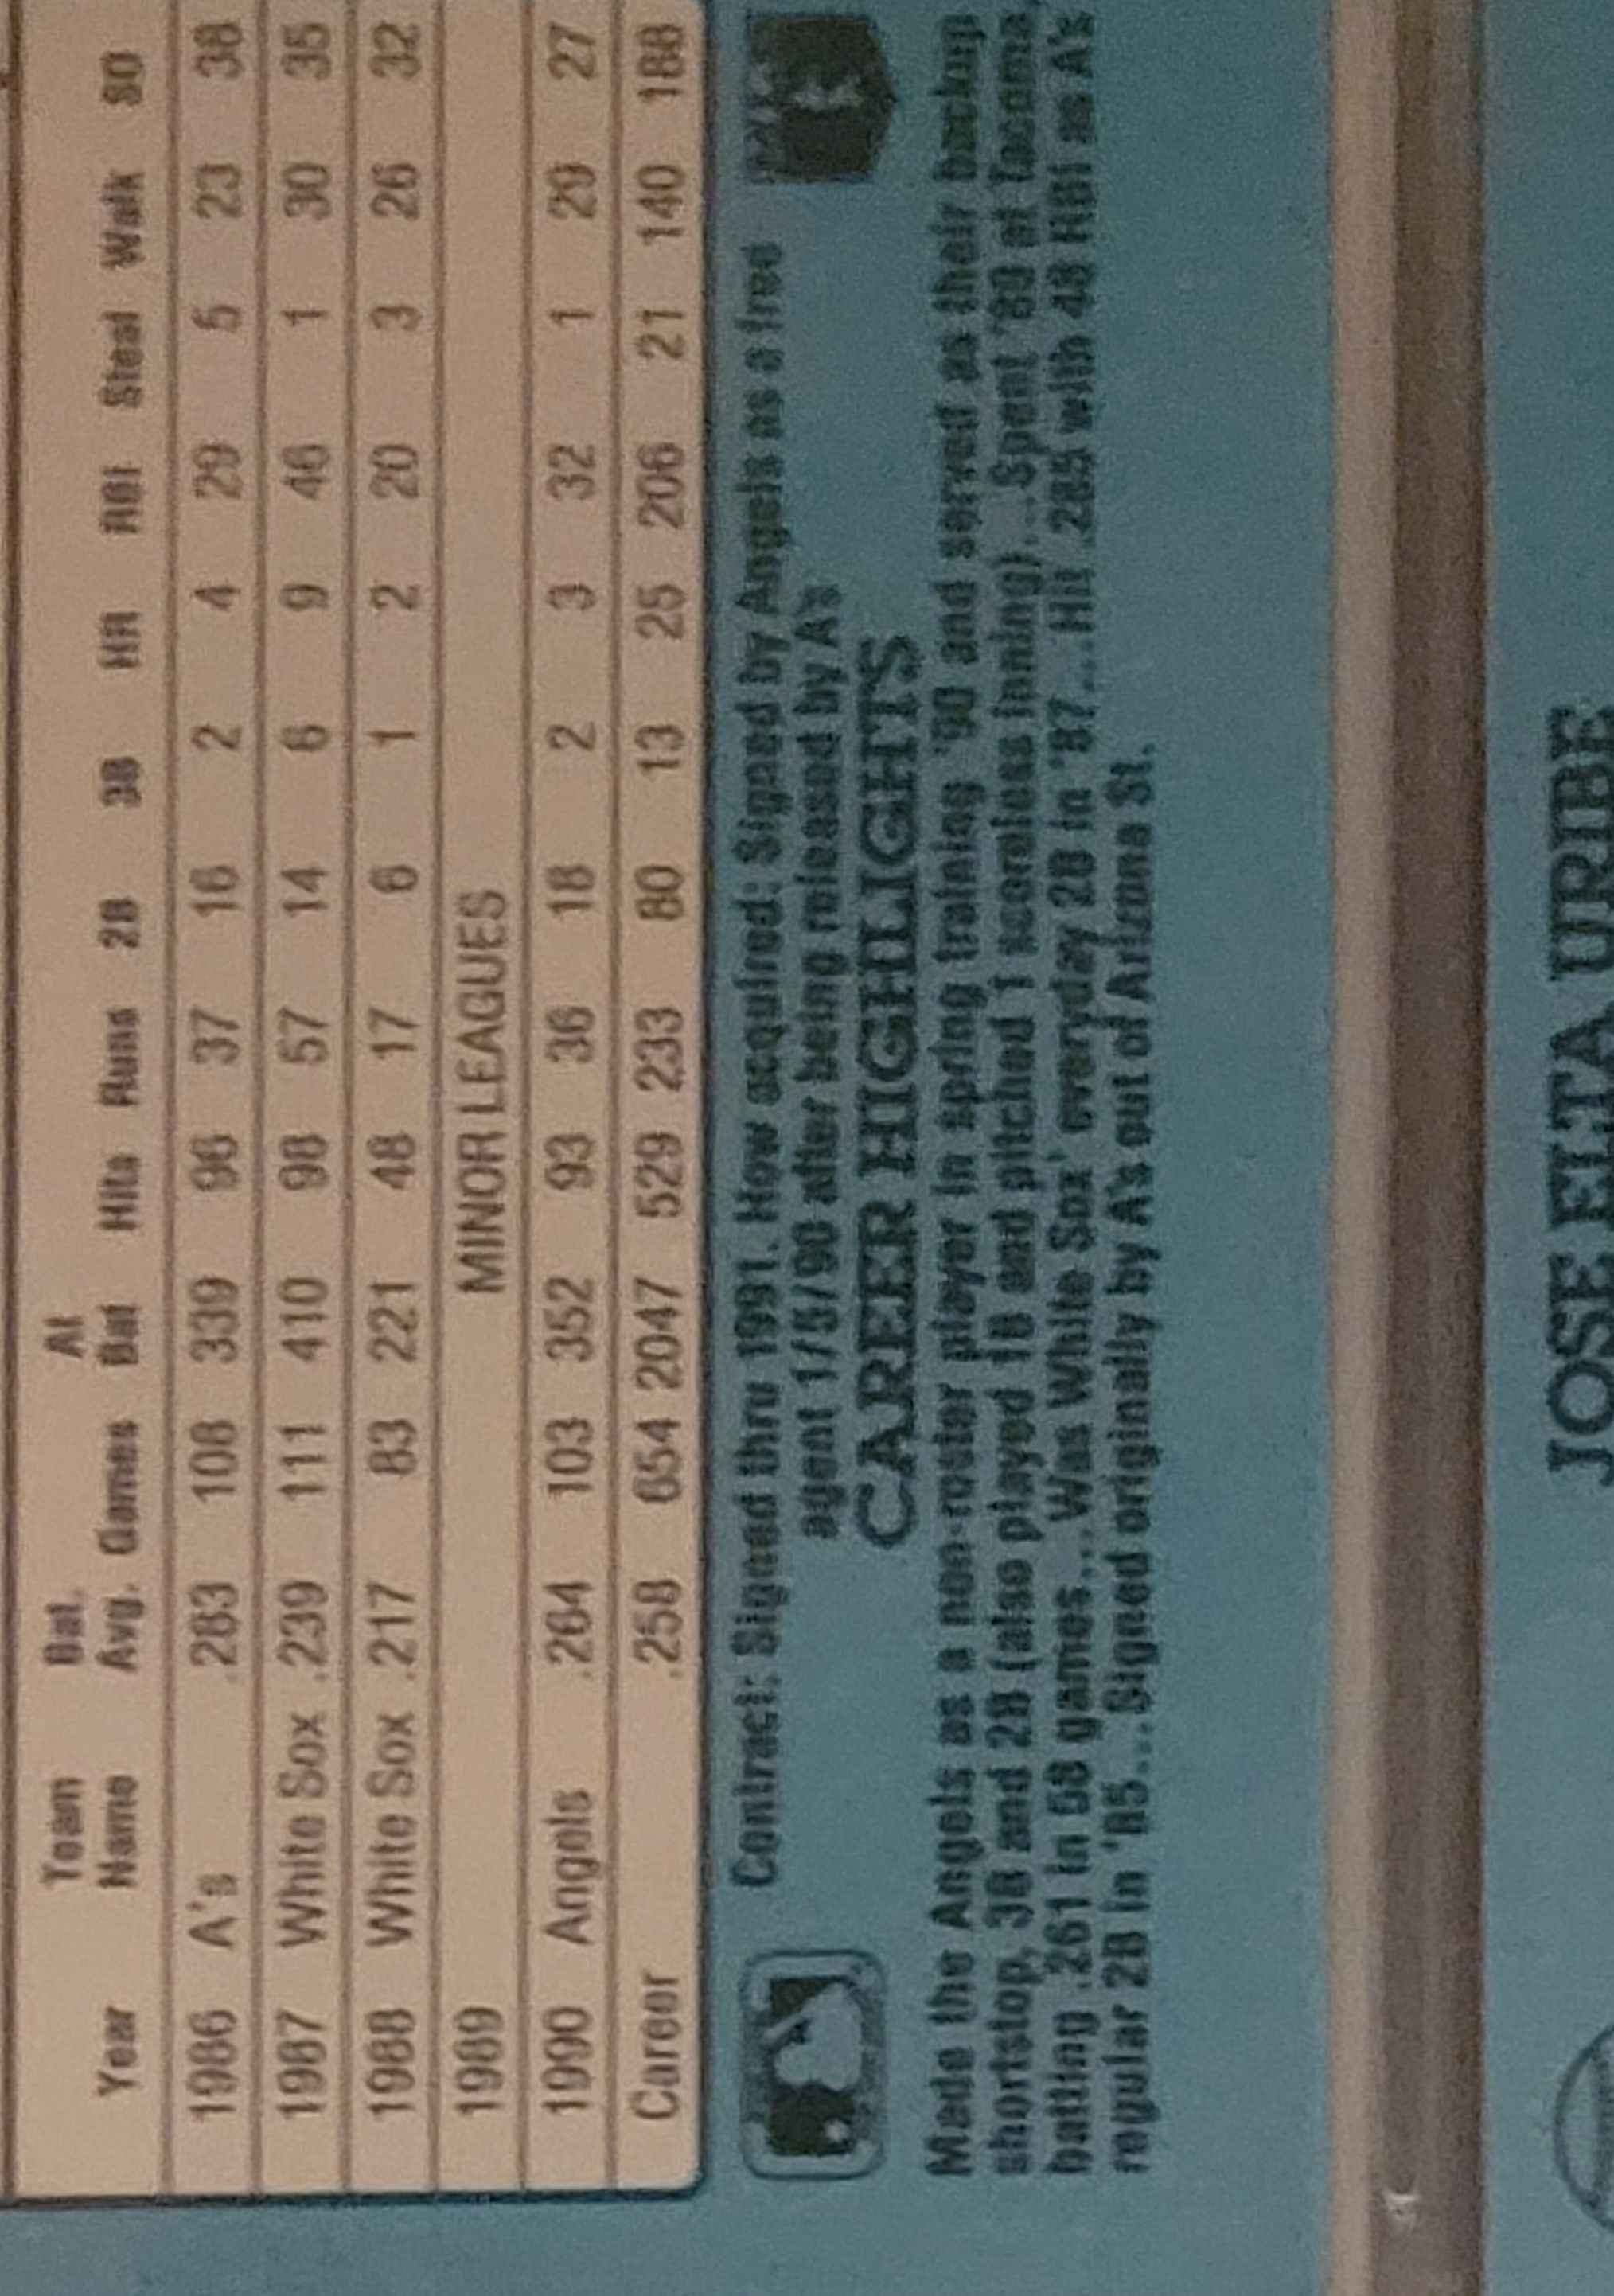 Team Bat. At
Year Name Avg. Games Bat Hits Runs 2B 3B HR RBI Steal Walk SO
1986 A's .283 108 339 96 37 16 2 4 29 5 23 38
1987 White Sox .239 111 410 98 57 14 6 9 46 1 30 35
1988 White Sox .217 83 221 48 17 6 1 2 20 3 26 32
1989 MINOR LEAGUES
1990 Angels .264 103 352 93 36 18 2 3 32 1 29 27
Career .258 654 2047 529 233 80 13 25 206 21 140 188
Contract: Signed thru 1991. How acquired: Signed by Angels as a free
agent 1/6/90 after being released by A's
CAREER HIGHLIGHTS
Made the Angels as a non-roster player in spring training '90 and served as their backup
shortstop, 3B and 2B (also played 1B and pitched 1 scoreless inning)...Spent '89 at Tacoma,
batting .261 in 58 games...Was White Sox' everyday 2B in '87...Hit .285 with 48 RBI as A's
regular 2B in '85...Signed originally by A's out of Arizona St.
JOSE ELTA URIBE